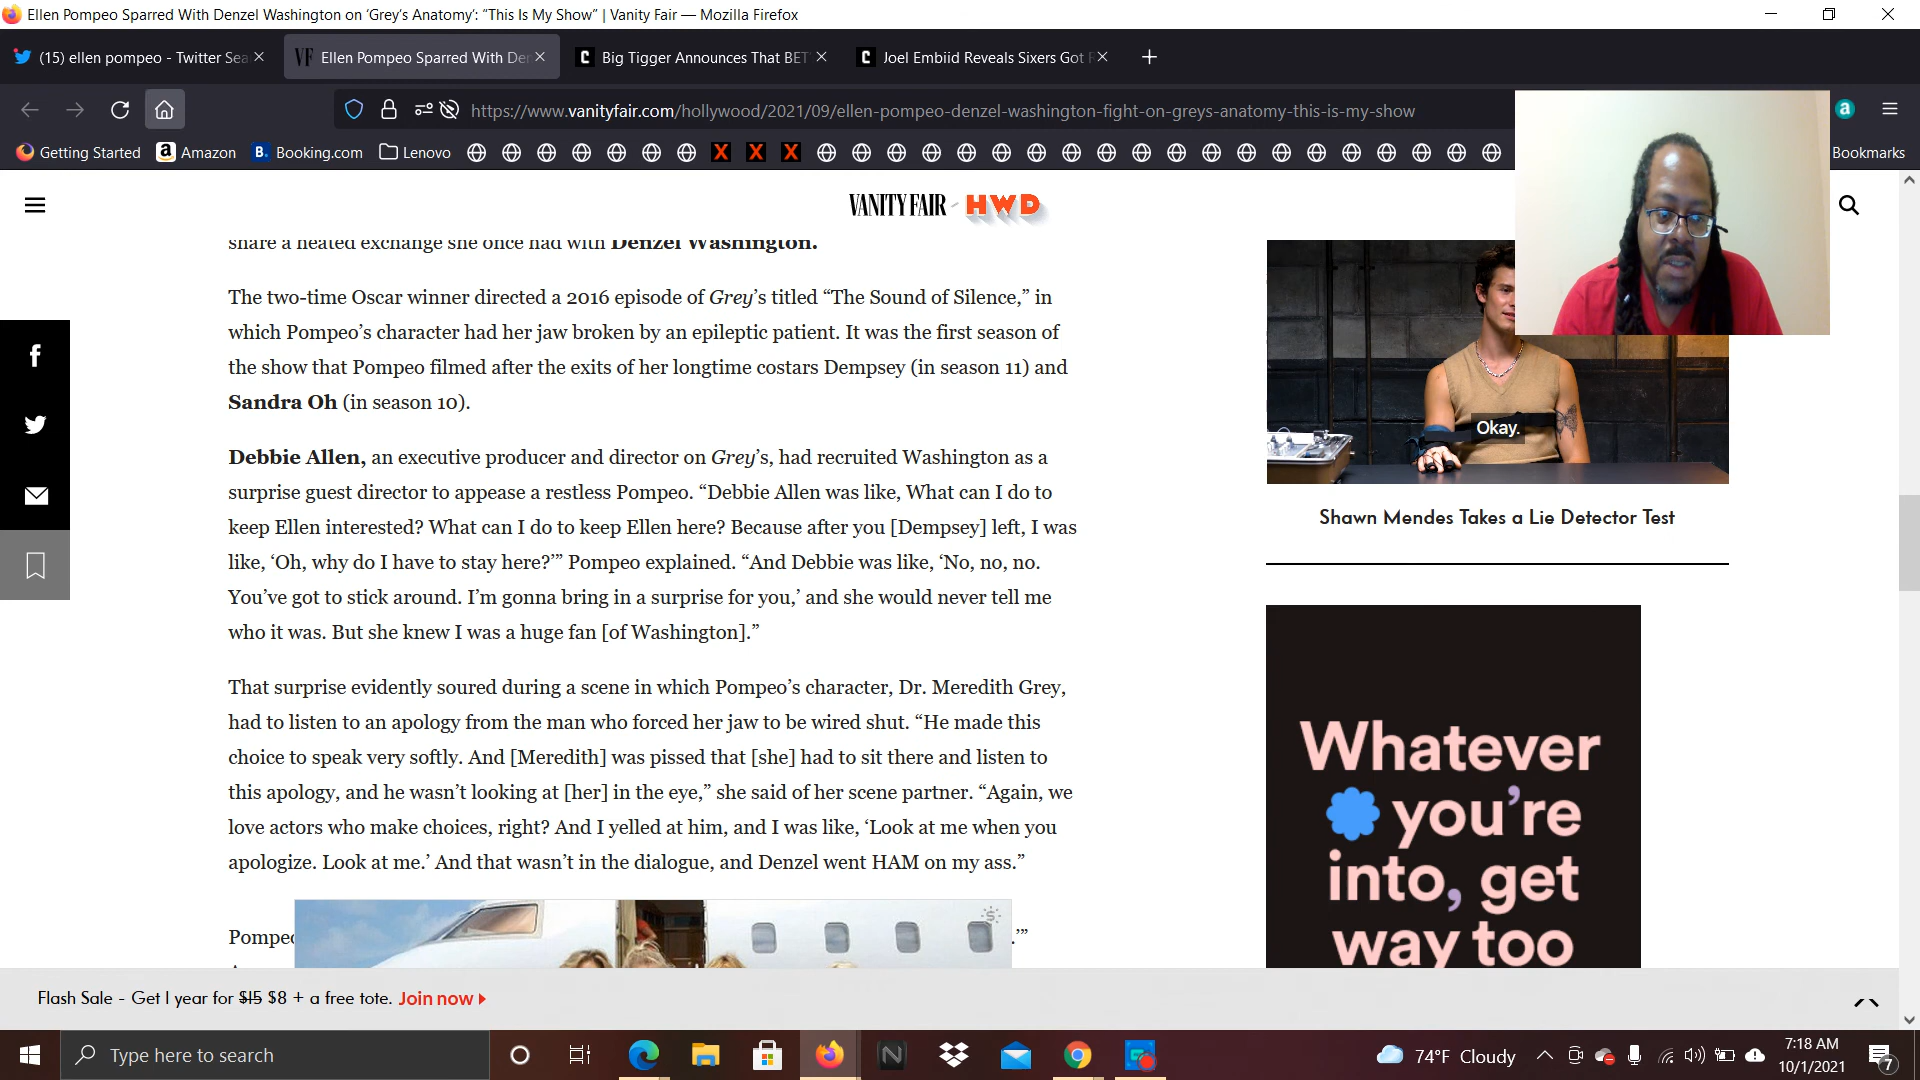 Ellen Pompeo Sparred With Denzel Washington on ‘Grey’s Anatomy’: “This Is My Show” | Vanity Fair — Mozilla Firefox
(15) ellen pompeo - Twitter Sea
VF Ellen Pompeo Sparred With Der
C Big Tigger Announces That BET
C Joel Embiid Reveals Sixers Got
https://www.vanityfair.com/hollywood/2021/09/ellen-pompeo-denzel-washington-fight-on-greys-anatomy-this-is-my-show
a
Getting Started
a Amazon
B. Booking.com
Lenovo
X X X
Bookmarks
VANITY FAIR - HWD
share a heated exchange she once had with Denzel Washington.
The two-time Oscar winner directed a 2016 episode of Grey’s titled “The Sound of Silence,” in
which Pompeo’s character had her jaw broken by an epileptic patient. It was the first season of
the show that Pompeo filmed after the exits of her longtime costars Dempsey (in season 11) and
Sandra Oh (in season 10).
Debbie Allen, an executive producer and director on Grey’s, had recruited Washington as a
surprise guest director to appease a restless Pompeo. “Debbie Allen was like, What can I do to
keep Ellen interested? What can I do to keep Ellen here? Because after you [Dempsey] left, I was
like, ‘Oh, why do I have to stay here?’” Pompeo explained. “And Debbie was like, ‘No, no, no.
You’ve got to stick around. I’m gonna bring in a surprise for you,’ and she would never tell me
who it was. But she knew I was a huge fan [of Washington].”
That surprise evidently soured during a scene in which Pompeo’s character, Dr. Meredith Grey,
had to listen to an apology from the man who forced her jaw to be wired shut. “He made this
choice to speak very softly. And [Meredith] was pissed that [she] had to sit there and listen to
this apology, and he wasn’t looking at [her] in the eye,” she said of her scene partner. “Again, we
love actors who make choices, right? And I yelled at him, and I was like, ‘Look at me when you
apologize. Look at me.’ And that wasn’t in the dialogue, and Denzel went HAM on my ass.”
Pompeo
.’”
Okay.
Shawn Mendes Takes a Lie Detector Test
Whatever
you’re
into, get
way too
Flash Sale - Get 1 year for $15 $8 + a free tote. Join now
Type here to search
74°F Cloudy
7:18 AM
10/1/2021
7